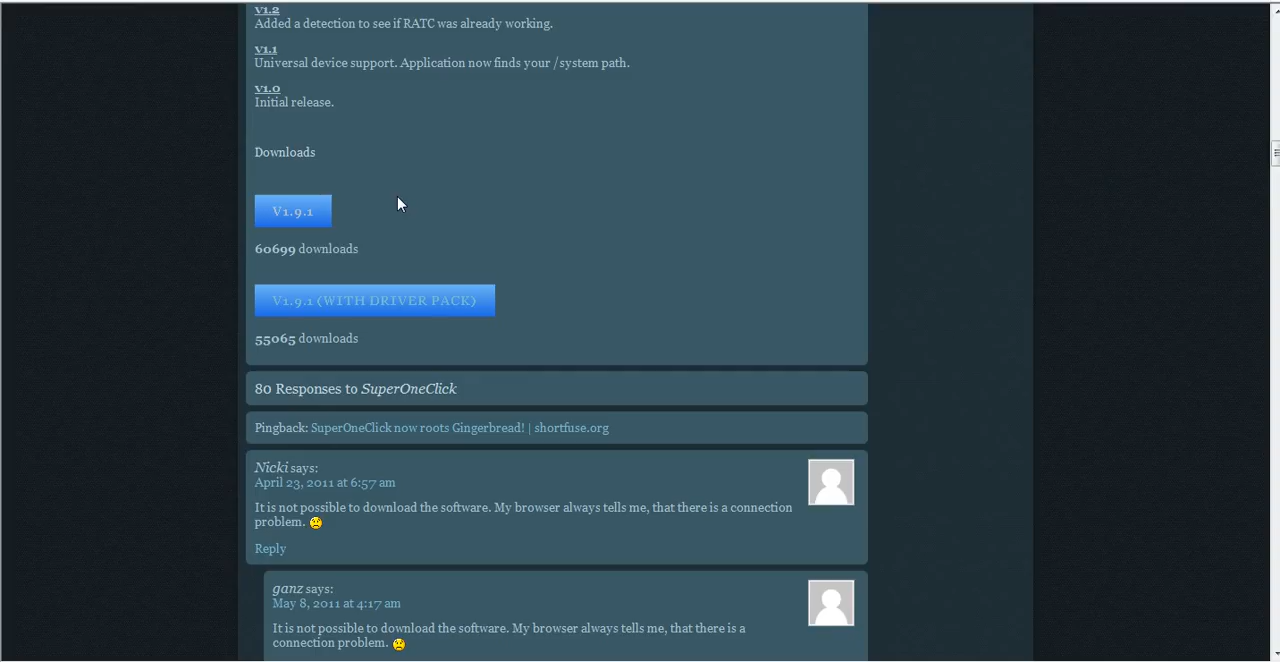 v1.2
Added a detection to see if RATC was already working.
v1.1
Universal device support. Application now finds your /system path.
v1.0
Initial release.
Downloads
V1.9.1
60699 downloads
V1.9.1 (WITH DRIVER PACK)
55065 downloads
80 Responses to SuperOneClick
Pingback: SuperOneClick now roots Gingerbread! | shortfuse.org
Nicki says:
April 23, 2011 at 6:57 am
It is not possible to download the software. My browser always tells me, that there is a connection
problem.
Reply
ganz says:
May 8, 2011 at 4:17 am
It is not possible to download the software. My browser always tells me, that there is a
connection problem.